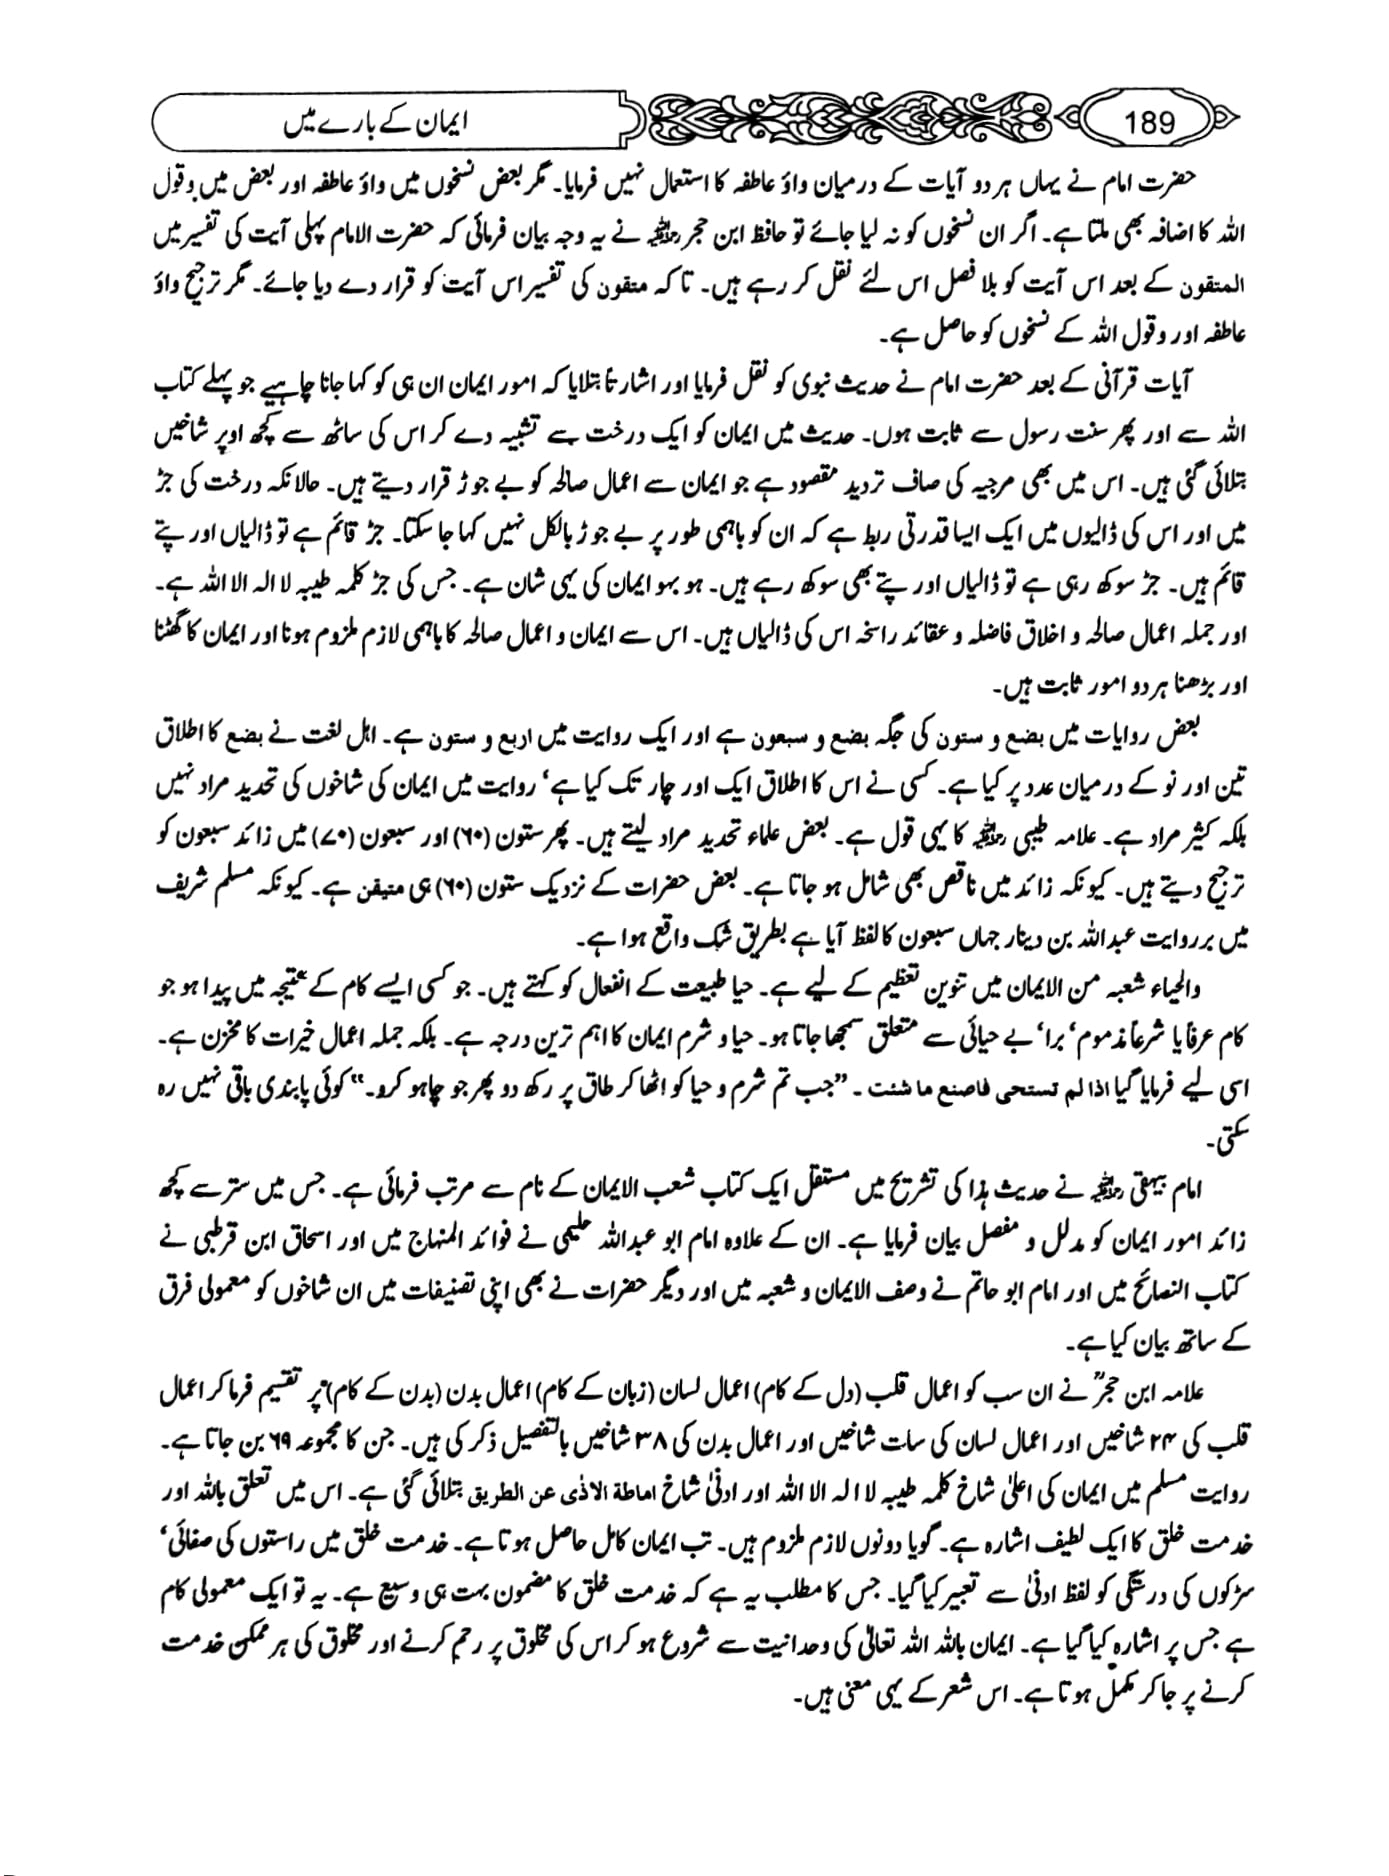 189
ایمان کے بارے میں
حضرت امام نے یہاں ہر دو آیات کے درمیان واؤ عاطفہ کا استعمال نہیں فرمایا۔ مگر بعض نسخوں میں واؤ عاطفہ اور بعض میں وقول
اللہ کا اضافہ بھی ملتا ہے۔ اگر ان نسخوں کو نہ لیا جائے تو حافظ ابن حجر رحمۃ اللہ علیہ نے یہ وجہ بیان فرمائی کہ حضرت الامام پہلی آیت کی تفسیر میں
المتقون کے بعد اس آیت کو بلا فصل اس لئے نقل کر رہے ہیں۔ تاکہ متقون کی تفسیر اس آیت کو قرار دے دیا جائے۔ مگر ترجیح واؤ
عاطفہ اور وقول اللہ کے نسخوں کو حاصل ہے۔
آیات قرآنی کے بعد حضرت امام نے حدیث نبوی کو نقل فرمایا اور اشارتاً بتلایا کہ امور ایمان ان ہی کو کہا جانا چاہیے جو پہلے کتاب
اللہ سے اور پھر سنت رسول سے ثابت ہوں۔ حدیث میں ایمان کو ایک درخت سے تشبیہ دے کر اس کی ساٹھ سے کچھ اوپر شاخیں
بتلائی گئی ہیں۔ اس میں بھی مرجیہ کی صاف تردید مقصود ہے جو ایمان سے اعمال صالحہ کو بے جوڑ قرار دیتے ہیں۔ حالانکہ درخت کی جڑ
میں اور اس کی ڈالیوں میں ایک ایسا قدرتی ربط ہے کہ ان کو باہمی طور پر بے جوڑ بالکل نہیں کہا جا سکتا۔ جڑ قائم ہے تو ڈالیاں اور پتے
قائم ہیں۔ جڑ سوکھ رہی ہے تو ڈالیاں اور پتے بھی سوکھ رہے ہیں۔ ہو بہو ایمان کی یہی شان ہے۔ جس کی جڑ کلمہ طیبہ لا الہ الا اللہ ہے۔
اور جملہ اعمال صالحہ و اخلاق فاضلہ و عقائد راسخہ اس کی ڈالیاں ہیں۔ اس سے ایمان و اعمال صالحہ کا باہمی لازم ملزوم ہونا اور ایمان کا گھٹنا
اور بڑھنا ہر دو امور ثابت ہیں۔
بعض روایات میں بضع و ستون کی جگہ بضع و سبعون ہے اور ایک روایت میں اربع و ستون ہے۔ اہل لغت نے بضع کا اطلاق
تین اور نو کے درمیان عدد پر کیا ہے۔ کسی نے اس کا اطلاق ایک اور چار تک کیا ہے‘ روایت میں ایمان کی شاخوں کی تحدید مراد نہیں
بلکہ کثیر مراد ہے۔ علامہ طیبی رحمۃ اللہ علیہ کا یہی قول ہے۔ بعض علماء تحدید مراد لیتے ہیں۔ پھر ستون (۶۰) اور سبعون (۷۰) میں زائد سبعون کو
ترجیح دیتے ہیں۔ کیونکہ زائد میں ناقص بھی شامل ہو جاتا ہے۔ بعض حضرات کے نزدیک ستون (۶۰) ہی متیقن ہے۔ کیونکہ مسلم شریف
میں بر روایت عبداللہ بن دینار جہاں سبعون کا لفظ آیا ہے بطریق شک واقع ہوا ہے۔
والحیاء شعبہ من الایمان میں تنوین تعظیم کے لیے ہے۔ حیا طبیعت کے انفعال کو کہتے ہیں۔ جو کسی ایسے کام کے نتیجہ میں پیدا ہو جو
کام عرفاً یا شرعاً مذموم‘ برا‘ بے حیائی سے متعلق سمجھا جاتا ہو۔ حیا و شرم ایمان کا اہم ترین درجہ ہے۔ بلکہ جملہ اعمال خیرات کا مخزن ہے۔
اسی لیے فرمایا گیا اذا لم تستحی فاصنع ما شئت ۔ ”جب تم شرم و حیا کو اٹھا کر طاق پر رکھ دو پھر جو چاہو کرو۔“ کوئی پابندی باقی نہیں رہ
سکتی۔
امام بیہقی رحمۃ اللہ علیہ نے حدیث ہذا کی تشریح میں مستقل ایک کتاب شعب الایمان کے نام سے مرتب فرمائی ہے۔ جس میں ستر سے کچھ
زائد امور ایمان کو مدلل و مفصل بیان فرمایا ہے۔ ان کے علاوہ امام ابو عبداللہ حلیمی نے فوائد المنہاج میں اور اسحاق ابن قرطبی نے
کتاب النصائح میں اور امام ابو حاتم نے وصف الایمان و شعبہ میں اور دیگر حضرات نے بھی اپنی تصنیفات میں ان شاخوں کو معمولی فرق
کے ساتھ بیان کیا ہے۔
علامہ ابن حجرؒ نے ان سب کو اعمال قلب (دل کے کام) اعمال لسان (زبان کے کام) اعمال بدن (بدن کے کام) پر تقسیم فرما کر اعمال
قلب کی ۲۴ شاخیں اور اعمال لسان کی سات شاخیں اور اعمال بدن کی ۳۸ شاخیں بالتفصیل ذکر کی ہیں۔ جن کا مجموعہ ۶۹ بن جاتا ہے۔
روایت مسلم میں ایمان کی اعلیٰ شاخ کلمہ طیبہ لا الہ الا اللہ اور ادنیٰ شاخ اماطة الاذی عن الطریق بتلائی گئی ہے۔ اس میں تعلق باللہ اور
خدمت خلق کا ایک لطیف اشارہ ہے۔ گویا دونوں لازم ملزوم ہیں۔ تب ایمان کامل حاصل ہوتا ہے۔ خدمت خلق میں راستوں کی صفائی‘
سڑکوں کی درستگی کو لفظ ادنیٰ سے تعبیر کیا گیا۔ جس کا مطلب یہ ہے کہ خدمت خلق کا مضمون بہت ہی وسیع ہے۔ یہ تو ایک معمولی کام
ہے جس پر اشارہ کیا گیا ہے۔ ایمان باللہ اللہ تعالیٰ کی وحدانیت سے شروع ہو کر اس کی مخلوق پر رحم کرنے اور مخلوق کی ہر ممکن خدمت
کرنے پر جا کر مکمل ہوتا ہے۔ اس شعر کے یہی معنی ہیں۔